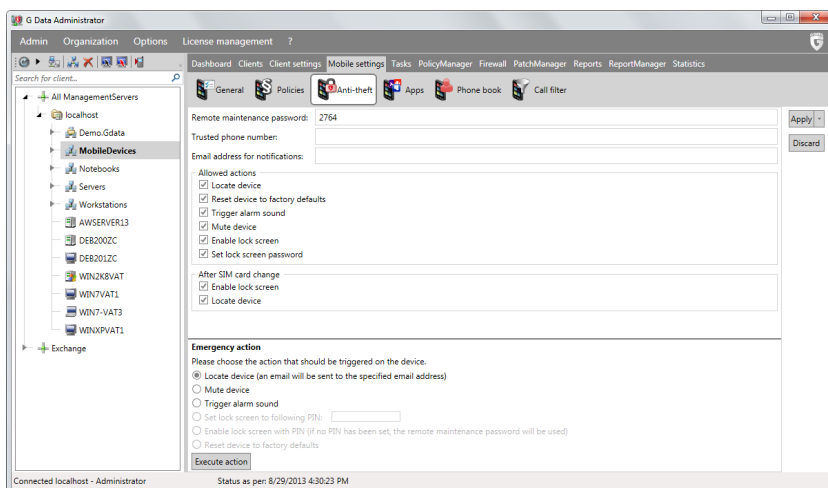 G Data Administrator
Admin Organization Options License management ?
Search for client...
All ManagementServers
localhost
Demo.Gdata
MobileDevices
Notebooks
Servers
Workstations
AWSERVER13
DEB200ZC
DEB201ZC
WIN2K8VAT
WIN7VAT1
WIN7-VAT3
WINXPVAT1
Exchange
Dashboard Clients Client settings Mobile settings Tasks PolicyManager Firewall PatchManager Reports ReportManager Statistics
General Policies Anti-theft Apps Phone book Call filter
Remote maintenance password: 2764
Trusted phone number:
Email address for notifications:
Apply
Discard
Allowed actions
Locate device
Reset device to factory defaults
Trigger alarm sound
Mute device
Enable lock screen
Set lock screen password
After SIM card change
Enable lock screen
Locate device
Emergency action
Please choose the action that should be triggered on the device.
Locate device (an email will be sent to the specified email address)
Mute device
Trigger alarm sound
Set lock screen to following PIN:
Enable lock screen with PIN (if no PIN has been set, the remote maintenance password will be used)
Reset device to factory defaults
Execute action
Connected localhost - Administrator Status as per: 8/29/2013 4:30:23 PM